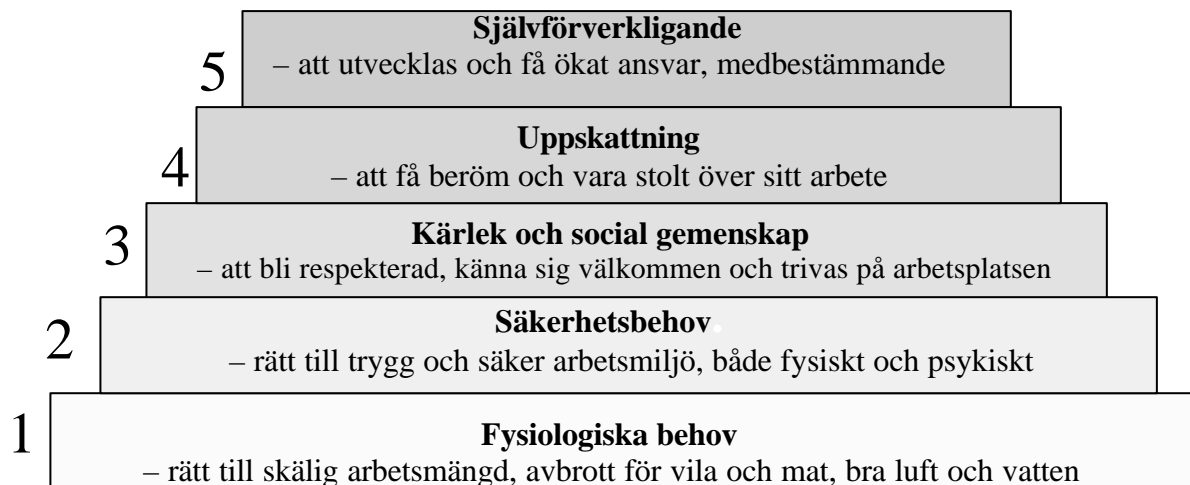 Självförverkligande
5
– att utvecklas och få ökat ansvar, medbestämmande
Uppskattning
4
– att få beröm och vara stolt över sitt arbete
3
Kärlek och social gemenskap
– att bli respekterad, känna sig välkommen och trivas på arbetsplatsen
2
Säkerhetsbehov.
– rätt till trygg och säker arbetsmiljö, både fysiskt och psykiskt
1
Fysiologiska behov
– rätt till skälig arbetsmängd, avbrott för vila och mat, bra luft och vatten